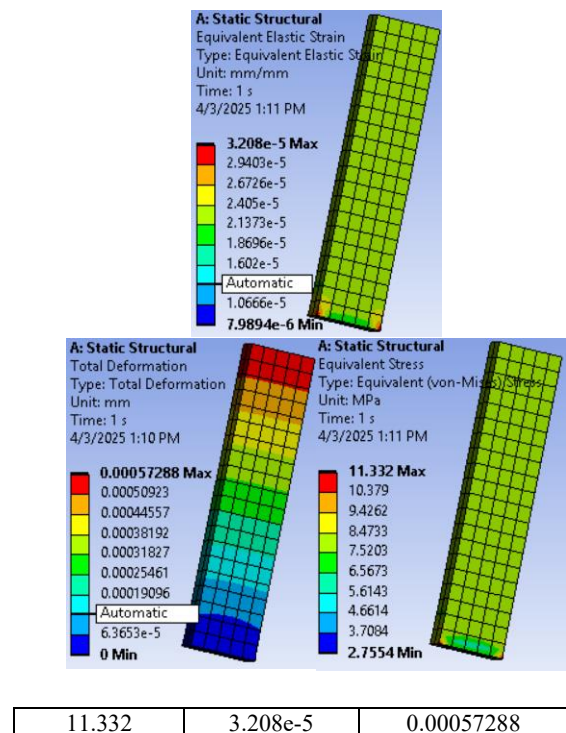 A: Static Structural
Equivalent Elastic Strain
Type: Equivalent Elastic Strain
Unit: mm/mm
Time: 1 s
4/3/2025 1:11 PM
3.208e-5 Max
2.9403e-5
2.6726e-5
2.405e-5
2.1373e-5
1.8696e-5
1.602e-5
Automatic
1.0666e-5
7.9894e-6 Min
A: Static Structural
Total Deformation
Type: Total Deformation
Unit: mm
Time: 1 s
4/3/2025 1:10 PM
0.00057288 Max
0.00050923
0.00044557
0.00038192
0.00031827
0.00025461
0.00019096
Automatic
6.3653e-5
0 Min
A: Static Structural
Equivalent Stress
Type: Equivalent (von-Mises) Stress
Unit: MPa
Time: 1 s
4/3/2025 1:11 PM
11.332 Max
10.379
9.4262
8.4733
7.5203
6.5673
5.6143
4.6614
3.7084
2.7554 Min
11.332 3.208e-5 0.00057288